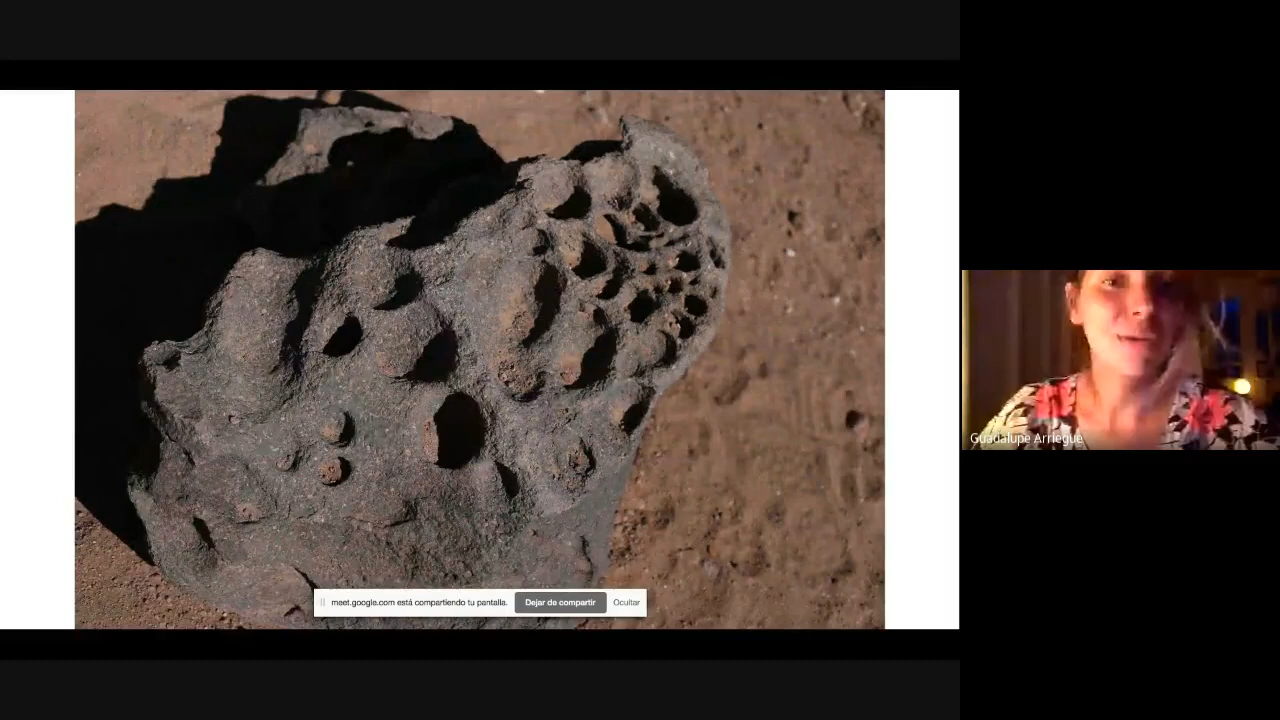 meet.google.com está compartiendo tu pantalla.
Dejar de compartir
Ocultar
Guadalupe Arriegue